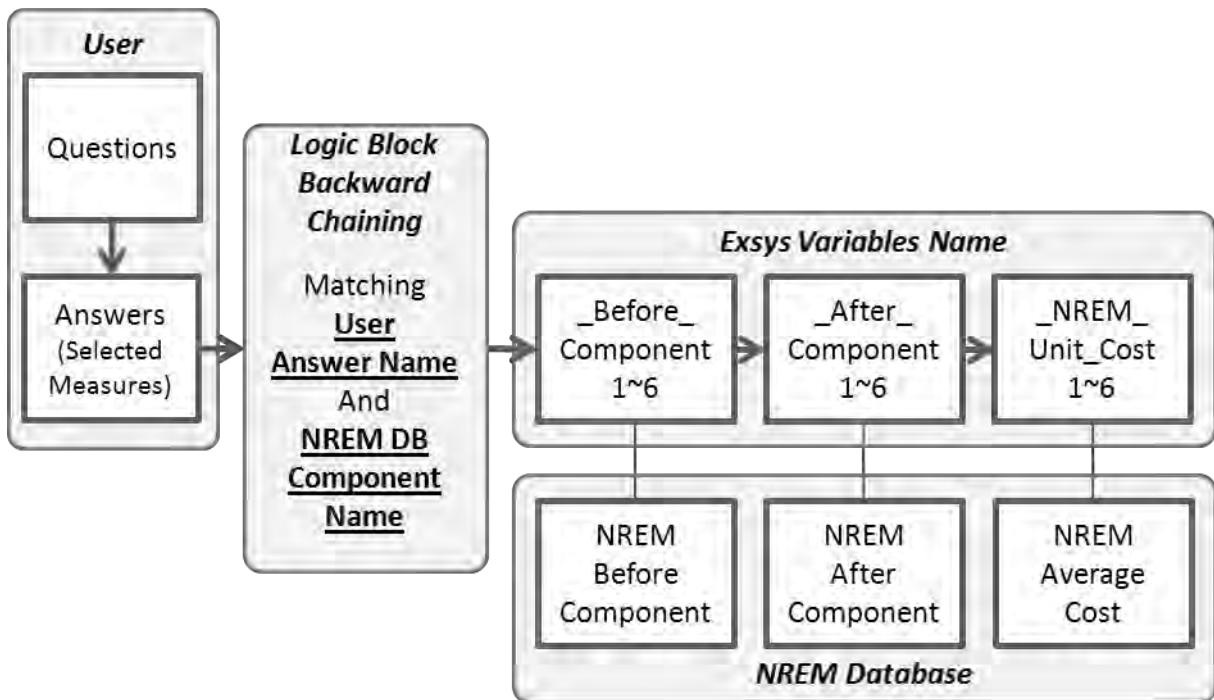 User
Questions
Answers
(Selected
Measures)
Logic Block
Backward
Chaining
Matching
User
Answer Name
And
NREM DB
Component
Name
Exsys Variables Name
_Before_
Component
1~6
_After_
Component
1~6
_NREM_
Unit_Cost
1~6
NREM
Before
Component
NREM
After
Component
NREM
Average
Cost
NREM Database